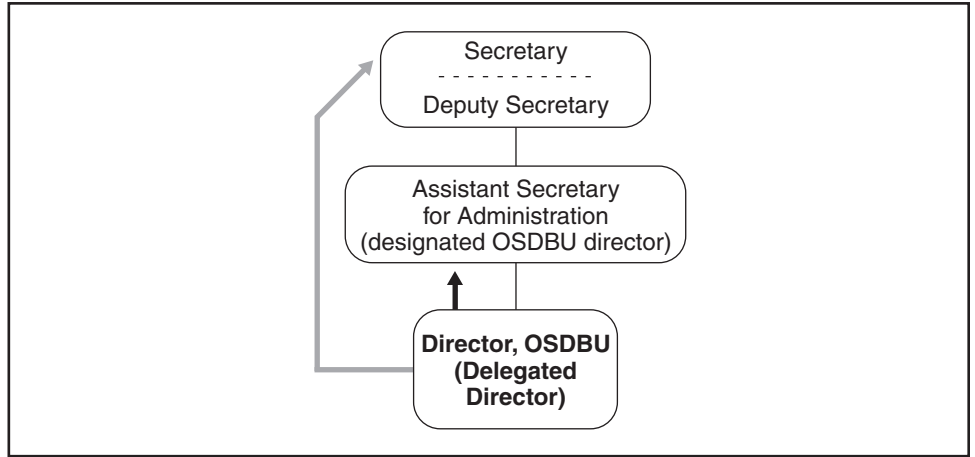 Secretary
Deputy Secretary
Assistant Secretary
for Administration
(designated OSDBU director)
Director, OSDBU
(Delegated
Director)